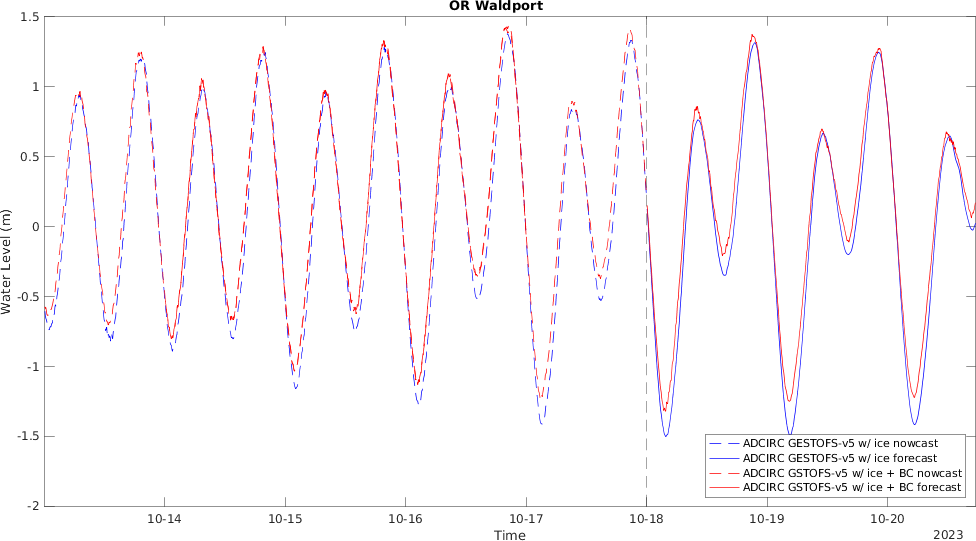 OR Waldport
1.5
1
0.5
0
-0.5
-1
-1.5
-2
Water Level (m)
10-14
10-15
10-16
10-17
10-18
10-19
10-20
Time
2023
ADCIRC GESTOFS-v5 w/ ice nowcast
ADCIRC GESTOFS-v5 w/ ice forecast
ADCIRC GSTOFS-v5 w/ ice + BC nowcast
ADCIRC GSTOFS-v5 w/ ice + BC forecast